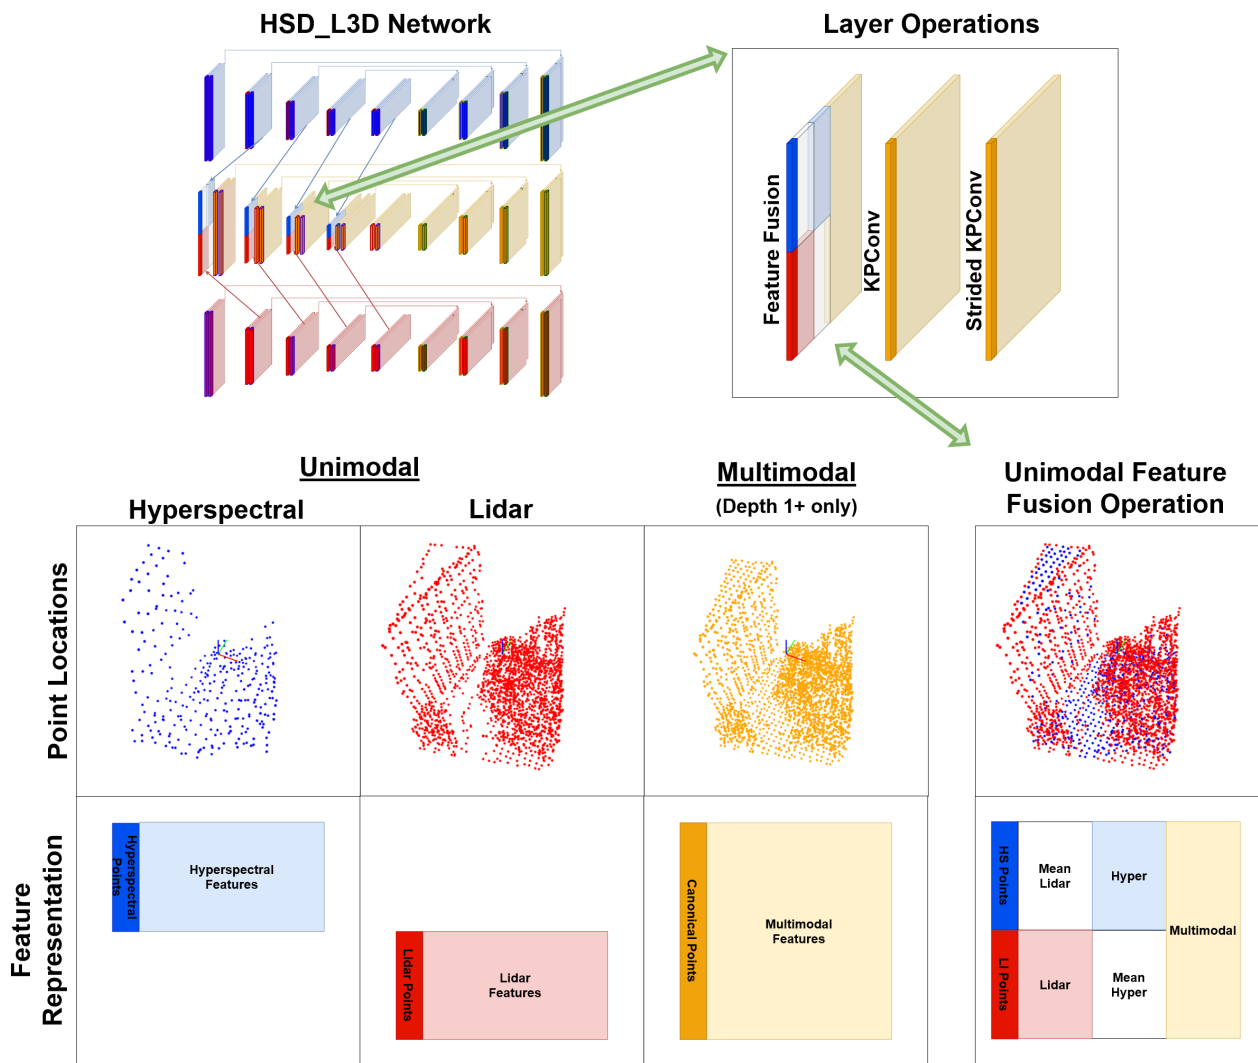 HSD_L3D Network
Layer Operations
Feature Fusion
KPConv
Strided KPConv
Unimodal
Multimodal
(Depth 1+ only)
Unimodal Feature
Fusion Operation
Hyperspectral
Lidar
Point Locations
Feature
Representation
Hyperspectral
Points
Hyperspectral
Features
Lidar Points
Lidar
Features
Canonical Points
Multimodal
Features
HS Points
Mean
Lidar
Hyper
Multimodal
LI Points
Lidar
Mean
Hyper